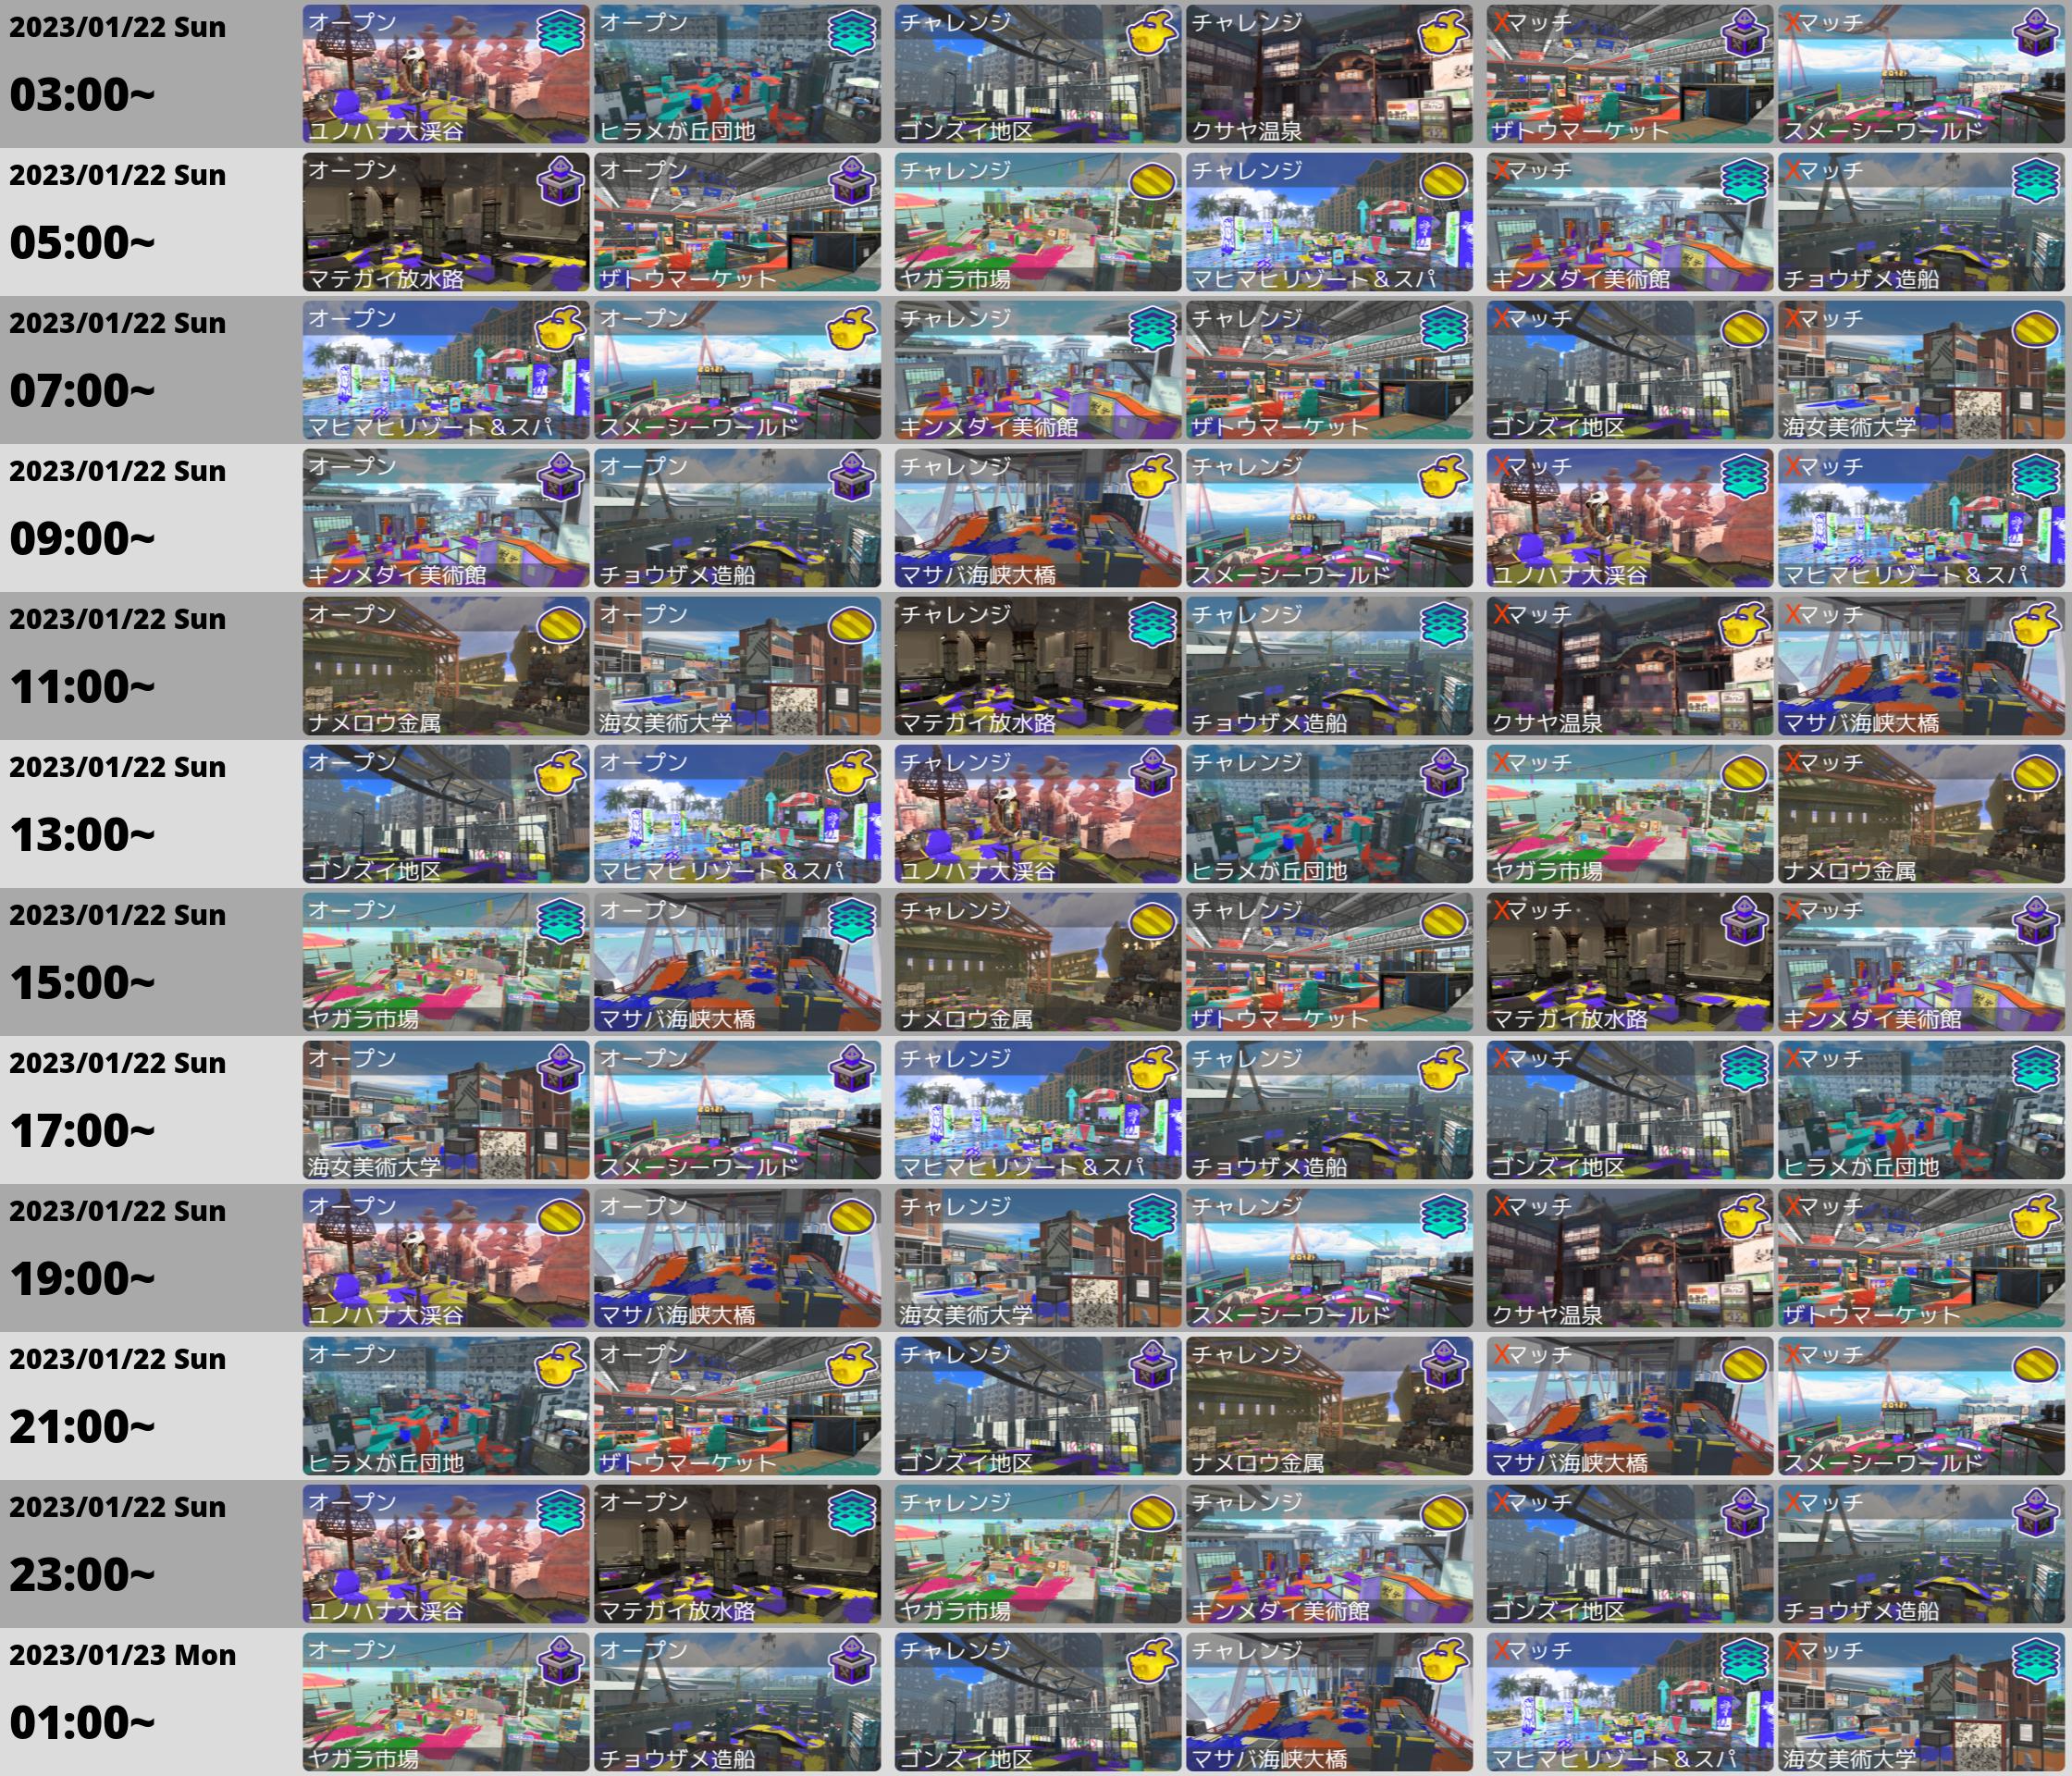 2023/01/22 Sun
03:00~
オープン オープン チャレンジ チャレンジ Xマッチ Xマッチ
ユノハナ大渓谷 ヒラメが丘団地 ゴンズイ地区 クサヤ温泉 ザトウマーケット スメーシーワールド
2023/01/22 Sun
05:00~
オープン オープン チャレンジ チャレンジ Xマッチ Xマッチ
マテガイ放水路 ザトウマーケット ヤガラ市場 マヒマヒリゾート&スパ キンメダイ美術館 チョウザメ造船
2023/01/22 Sun
07:00~
オープン オープン チャレンジ チャレンジ Xマッチ Xマッチ
マヒマヒリゾート&スパ スメーシーワールド キンメダイ美術館 ザトウマーケット ゴンズイ地区 海女美術大学
2023/01/22 Sun
09:00~
オープン オープン チャレンジ チャレンジ Xマッチ Xマッチ
キンメダイ美術館 チョウザメ造船 マサバ海峡大橋 スメーシーワールド ユノハナ大渓谷 マヒマヒリゾート&スパ
2023/01/22 Sun
11:00~
オープン オープン チャレンジ チャレンジ Xマッチ Xマッチ
ナメロウ金属 海女美術大学 マテガイ放水路 チョウザメ造船 クサヤ温泉 マサバ海峡大橋
2023/01/22 Sun
13:00~
オープン オープン チャレンジ チャレンジ Xマッチ Xマッチ
ゴンズイ地区 マヒマヒリゾート&スパ ユノハナ大渓谷 ヒラメが丘団地 ヤガラ市場 ナメロウ金属
2023/01/22 Sun
15:00~
オープン オープン チャレンジ チャレンジ Xマッチ Xマッチ
ヤガラ市場 マサバ海峡大橋 ナメロウ金属 ザトウマーケット マテガイ放水路 キンメダイ美術館
2023/01/22 Sun
17:00~
オープン オープン チャレンジ チャレンジ Xマッチ Xマッチ
海女美術大学 スメーシーワールド マヒマヒリゾート&スパ チョウザメ造船 ゴンズイ地区 ヒラメが丘団地
2023/01/22 Sun
19:00~
オープン オープン チャレンジ チャレンジ Xマッチ Xマッチ
ユノハナ大渓谷 マサバ海峡大橋 海女美術大学 スメーシーワールド クサヤ温泉 ザトウマーケット
2023/01/22 Sun
21:00~
オープン オープン チャレンジ チャレンジ Xマッチ Xマッチ
ヒラメが丘団地 ザトウマーケット ゴンズイ地区 ナメロウ金属 マサバ海峡大橋 スメーシーワールド
2023/01/22 Sun
23:00~
オープン オープン チャレンジ チャレンジ Xマッチ Xマッチ
ユノハナ大渓谷 マテガイ放水路 ヤガラ市場 キンメダイ美術館 ゴンズイ地区 チョウザメ造船
2023/01/23 Mon
01:00~
オープン オープン チャレンジ チャレンジ Xマッチ Xマッチ
ヤガラ市場 チョウザメ造船 ゴンズイ地区 マサバ海峡大橋 マヒマヒリゾート&スパ 海女美術大学